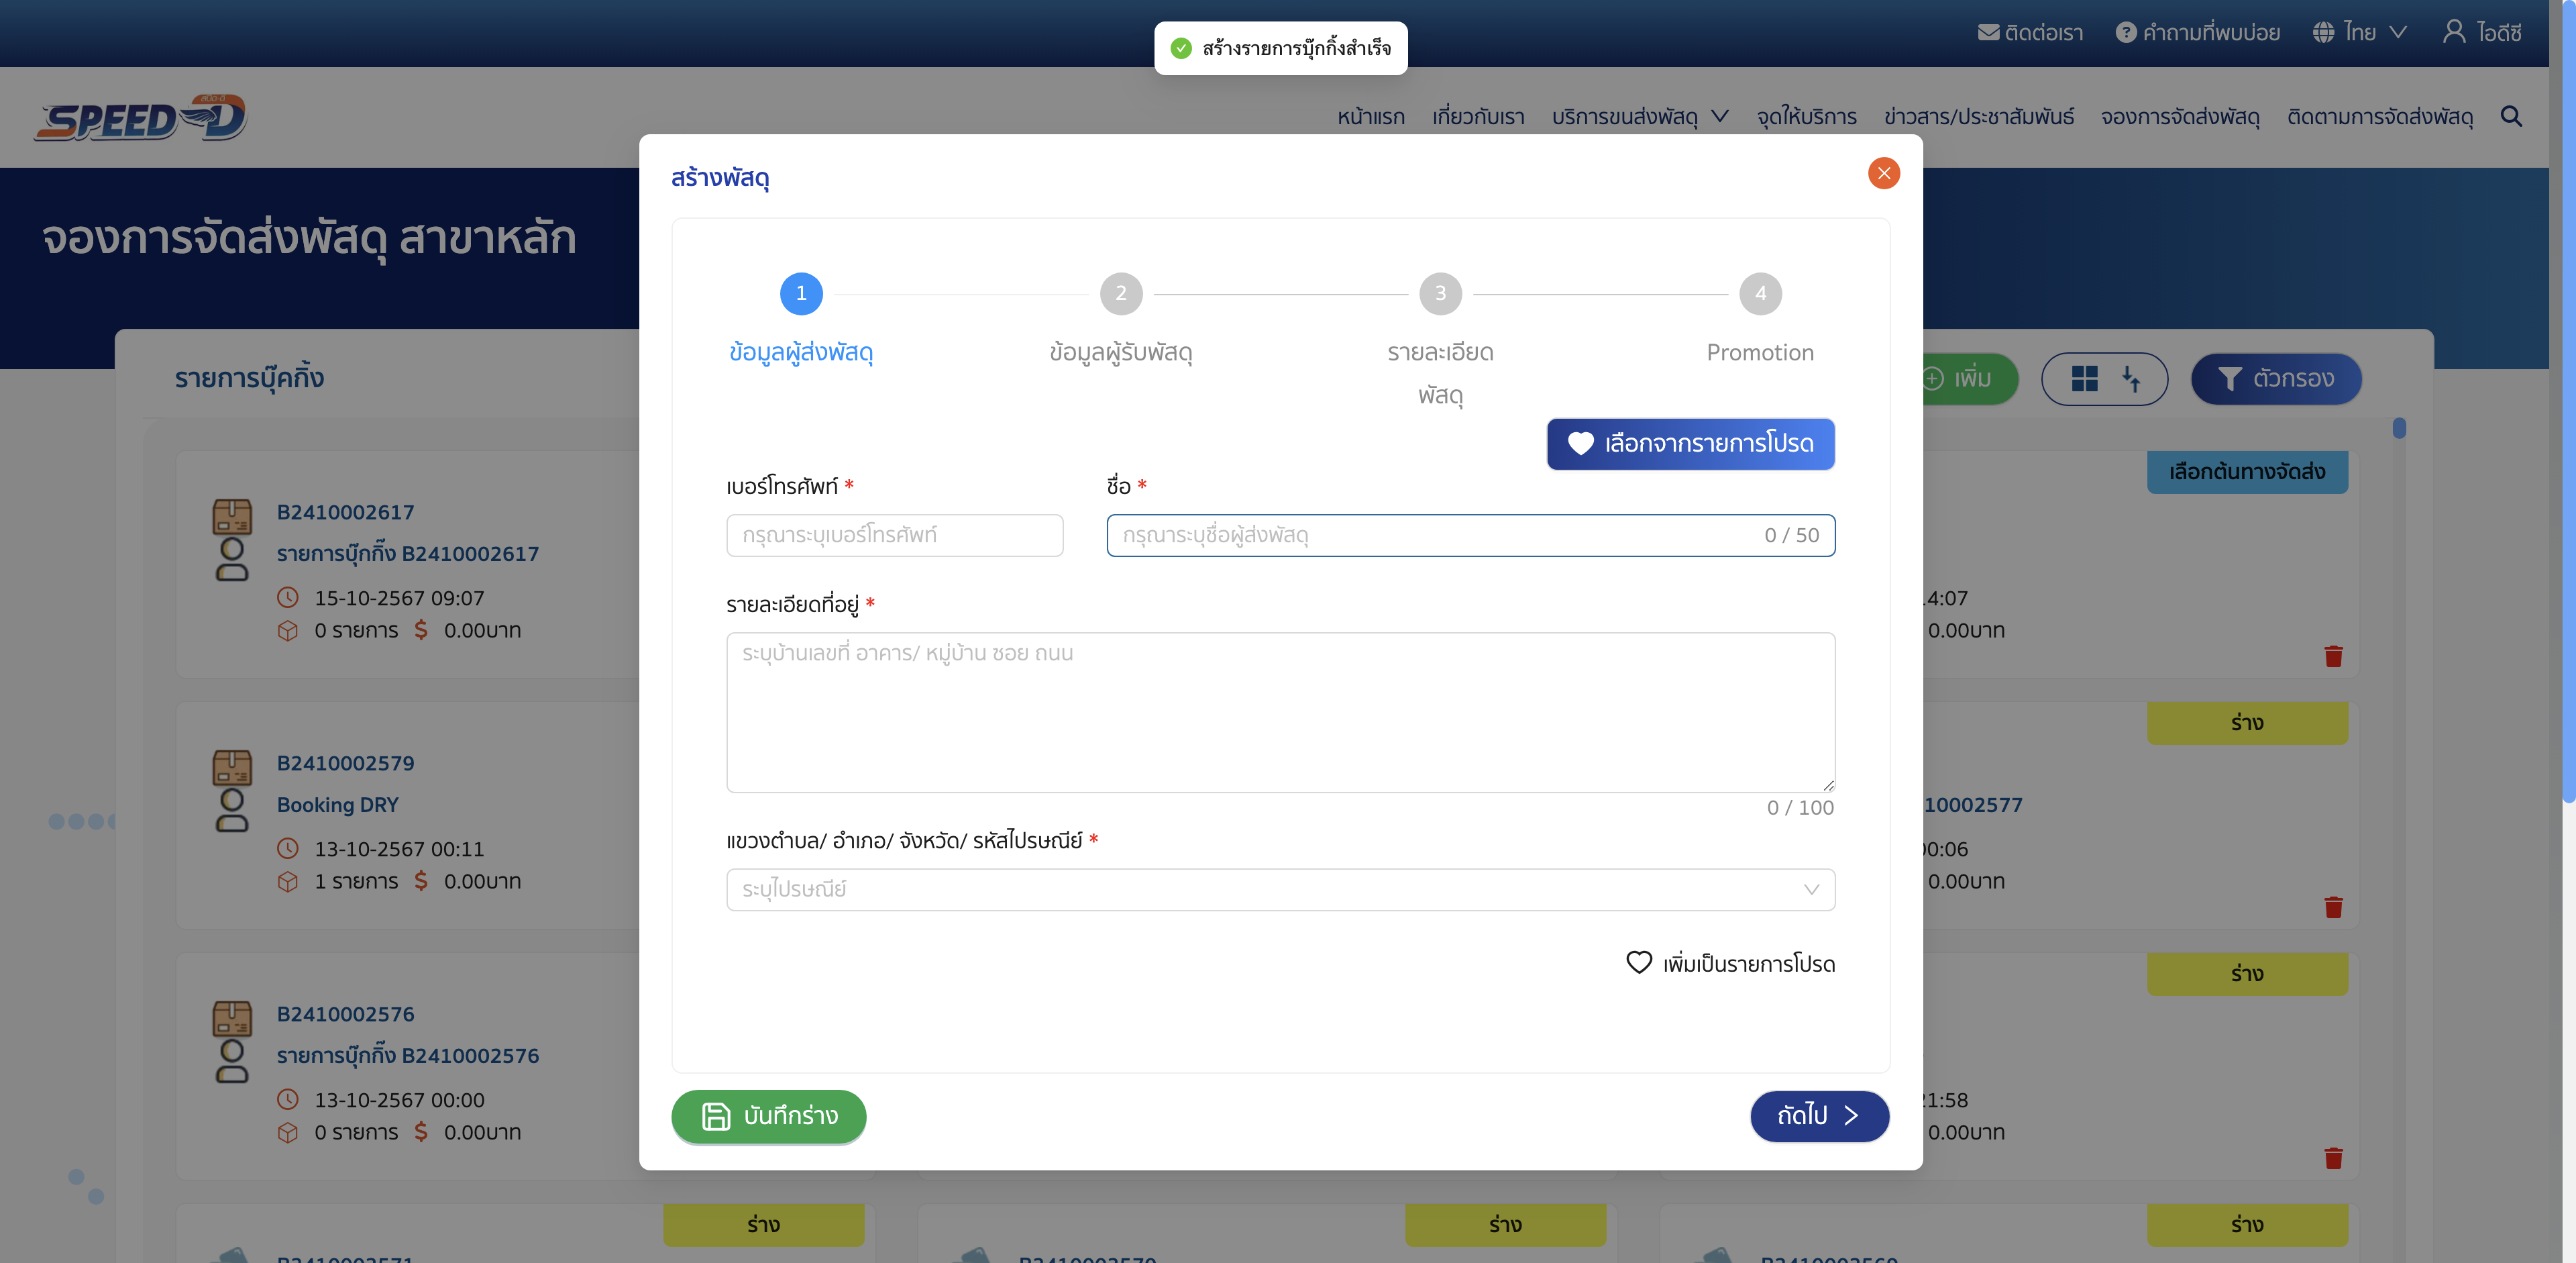 ติดต่อเรา คำถามที่พบบ่อย ไทย ไอดีซี
สร้างรายการบุ๊กกิ้งสำเร็จ
SPEED-D
หน้าแรก เกี่ยวกับเรา บริการขนส่งพัสดุ จุดให้บริการ ข่าวสาร/ประชาสัมพันธ์ จองการจัดส่งพัสดุ ติดตามการจัดส่งพัสดุ
จองการจัดส่งพัสดุ สาขาหลัก
รายการบุ๊คกิ้ง
เพิ่ม ตัวกรอง
สร้างพัสดุ
1 2 3 4
ข้อมูลผู้ส่งพัสดุ ข้อมูลผู้รับพัสดุ รายละเอียด Promotion
พัสดุ
เลือกจากรายการโปรด
เบอร์โทรศัพท์ * ชื่อ *
กรุณาระบุเบอร์โทรศัพท์ กรุณาระบุชื่อผู้ส่งพัสดุ 0 / 50
รายละเอียดที่อยู่ *
ระบุบ้านเลขที่ อาคาร/ หมู่บ้าน ซอย ถนน
0 / 100
แขวงตำบล/ อำเภอ/ จังหวัด/ รหัสไปรษณีย์ *
ระบุไปรษณีย์
เพิ่มเป็นรายการโปรด
บันทึกร่าง ถัดไป
B2410002617
รายการบุ๊กกิ๊ง B2410002617
15-10-2567 09:07
0 รายการ 0.00บาท
B2410002579
Booking DRY
13-10-2567 00:11
1 รายการ 0.00บาท
B2410002576
รายการบุ๊กกิ๊ง B2410002576
13-10-2567 00:00
0 รายการ 0.00บาท
เลือกต้นทางจัดส่ง
4:07
0.00บาท
ร่าง
10002577
0:06
0.00บาท
ร่าง
21:58
0.00บาท
ร่าง ร่าง ร่าง